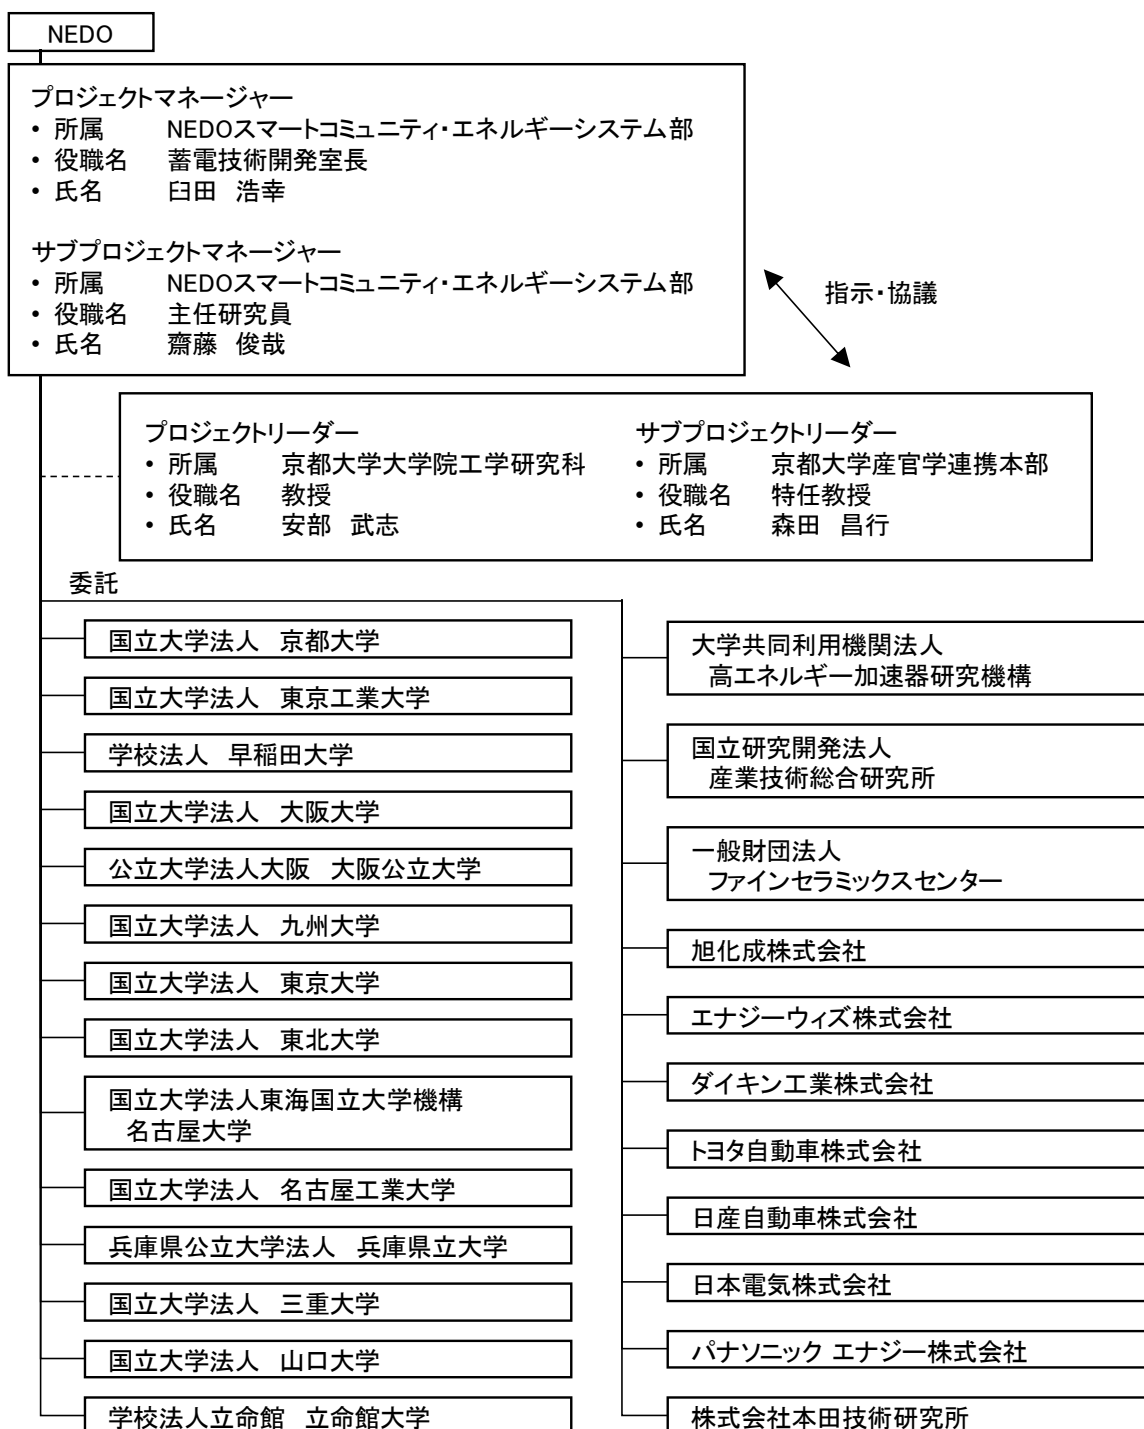 NEDO
プロジェクトマネージャー
• 所属 NEDOスマートコミュニティ・エネルギーシステム部
• 役職名 蓄電技術開発室長
• 氏名 臼田 浩幸
サブプロジェクトマネージャー
• 所属 NEDOスマートコミュニティ・エネルギーシステム部
• 役職名 主任研究員
• 氏名 齋藤 俊哉
指示・協議
プロジェクトリーダー
• 所属 京都大学大学院工学研究科
• 役職名 教授
• 氏名 安部 武志
サブプロジェクトリーダー
• 所属 京都大学産官学連携本部
• 役職名 特任教授
• 氏名 森田 昌行
委託
国立大学法人 京都大学
国立大学法人 東京工業大学
学校法人 早稲田大学
国立大学法人 大阪大学
公立大学法人大阪 大阪公立大学
国立大学法人 九州大学
国立大学法人 東京大学
国立大学法人 東北大学
国立大学法人東海国立大学機構
名古屋大学
国立大学法人 名古屋工業大学
兵庫県公立大学法人 兵庫県立大学
国立大学法人 三重大学
国立大学法人 山口大学
学校法人立命館 立命館大学
大学共同利用機関法人
高エネルギー加速器研究機構
国立研究開発法人
産業技術総合研究所
一般財団法人
ファインセラミックスセンター
旭化成株式会社
エナジーウィズ株式会社
ダイキン工業株式会社
トヨタ自動車株式会社
日産自動車株式会社
日本電気株式会社
パナソニック エナジー株式会社
株式会社本田技術研究所